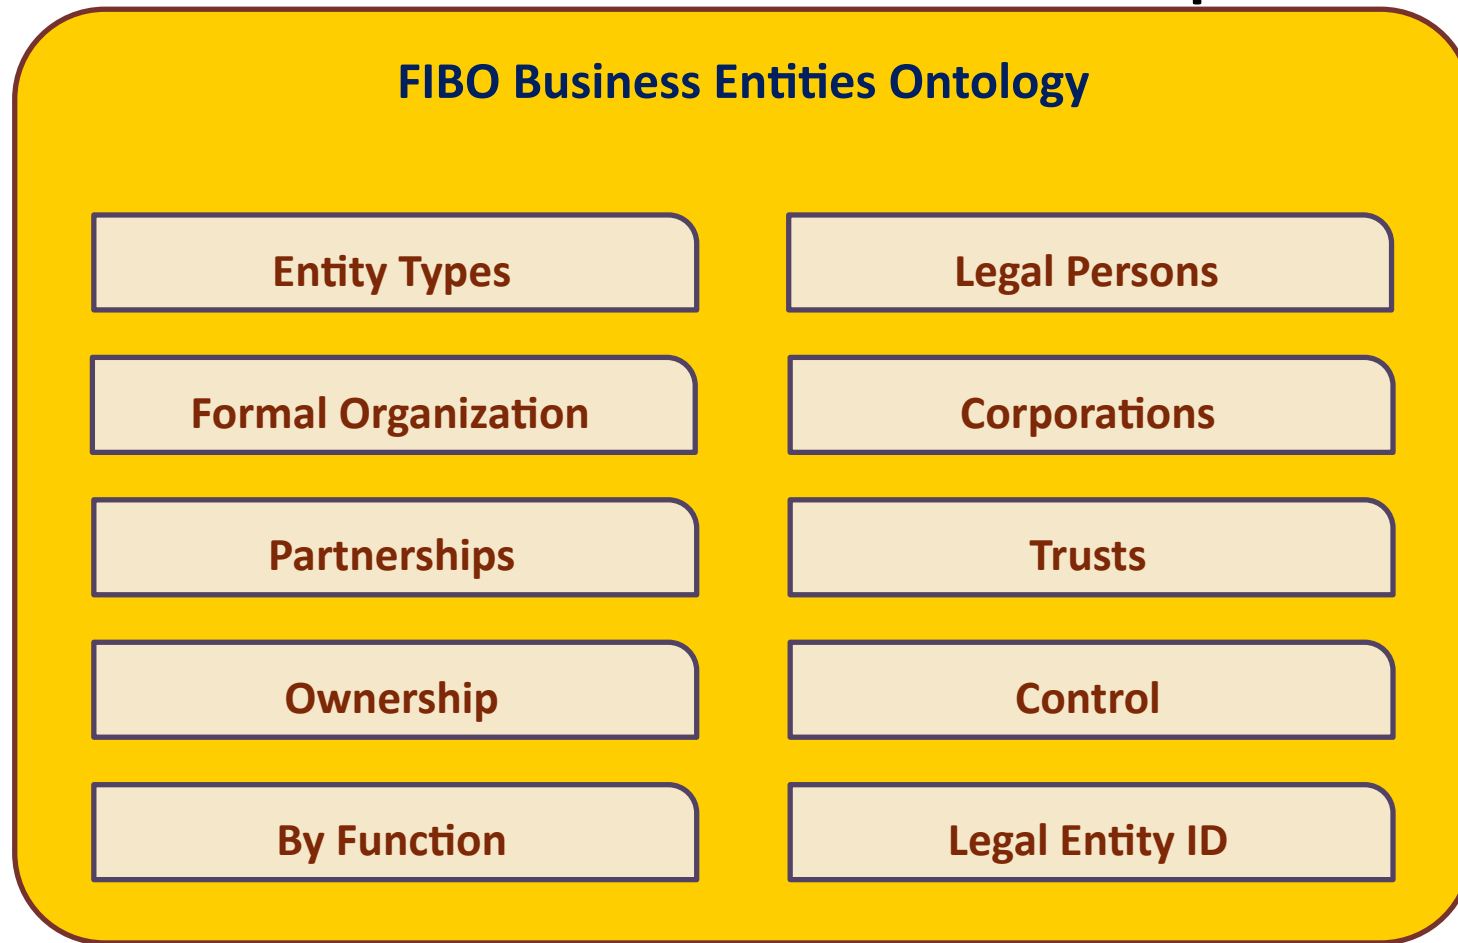 FIBO Business Entities Ontology
Entity Types
Legal Persons
Formal Organization
Corporations
Partnerships
Trusts
Ownership
Control
By Function
Legal Entity ID